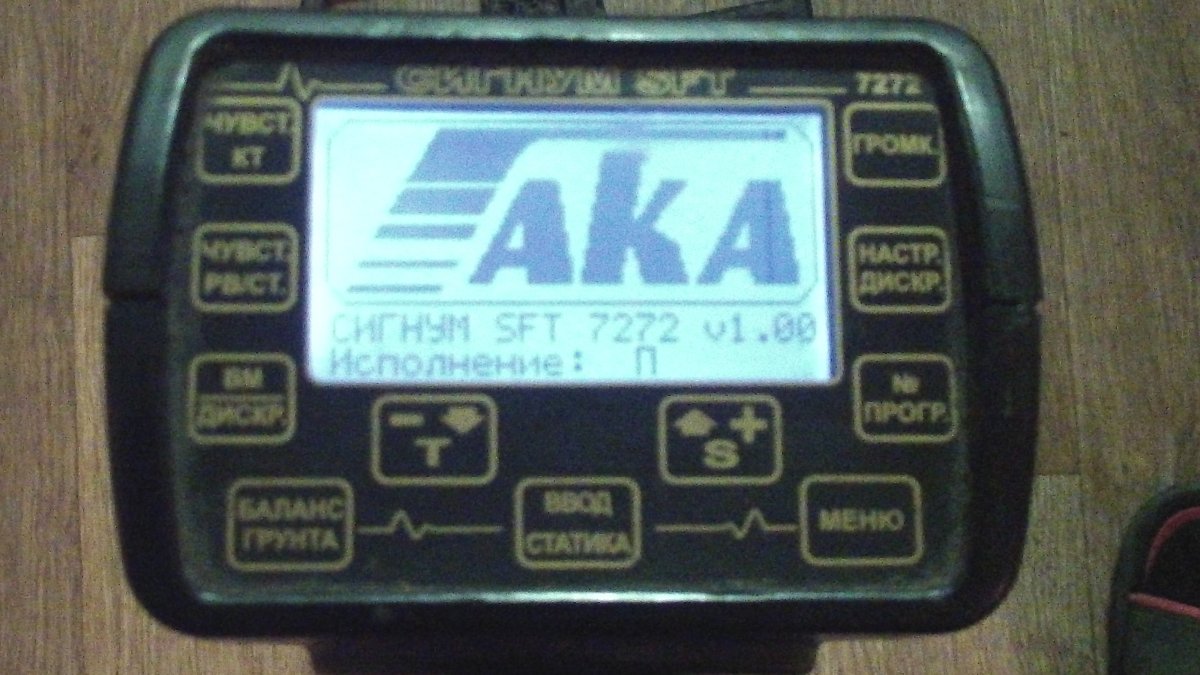 СИГНУМ SFT 7272
ЧУВСТ.
КТ
AKA
ГРОМК.
ЧУВСТ.
РВ/СТ.
НАСТР.
ДИСКР.
СИГНУМ SFT 7272 v1.00
Исполнение: П
ВМ
ДИСКР.
- T
+ S
№
ПРОГР.
БАЛАНС
ГРУНТА
ВВОД
СТАТИКА
МЕНЮ